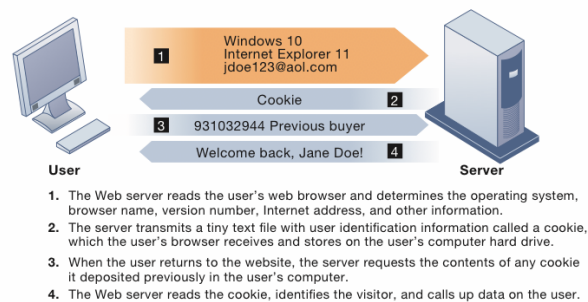 1
Windows 10
Internet Explorer 11
jdoe123@aol.com
Cookie 2
3 931032944 Previous buyer
Welcome back, Jane Doe! 4
User
Server
1. The Web server reads the user's web browser and determines the operating system,
browser name, version number, Internet address, and other information.
2. The server transmits a tiny text file with user identification information called a cookie,
which the user's browser receives and stores on the user's computer hard drive.
3. When the user returns to the website, the server requests the contents of any cookie
it deposited previously in the user's computer.
4. The Web server reads the cookie, identifies the visitor, and calls up data on the user.